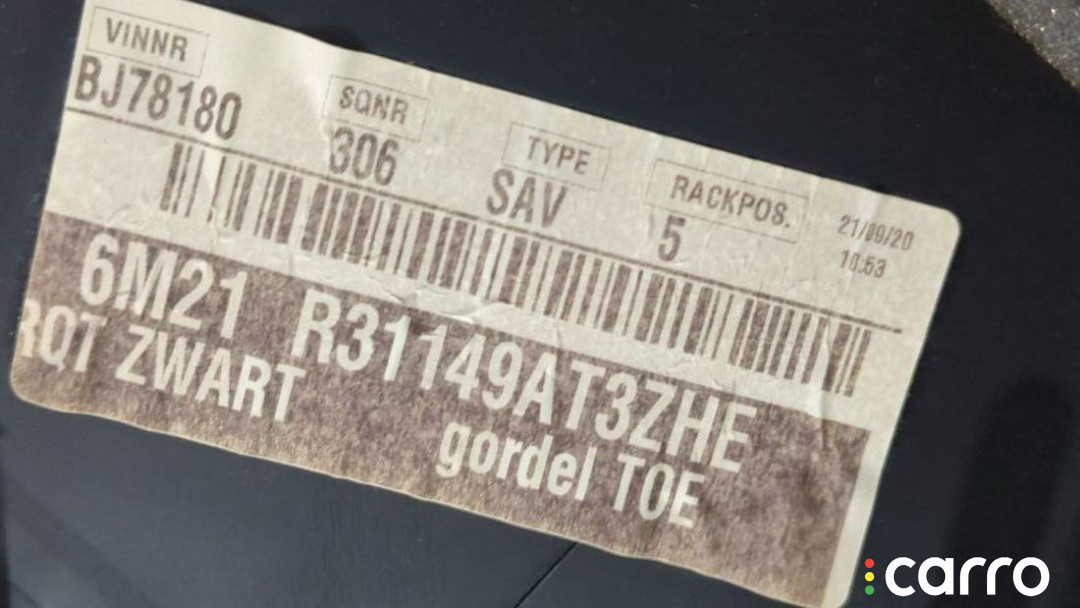 VINNR
BJ78180
SQNR
306
TYPE
SAV
RACKPOS.
5
21/09/20
10:53
6M21 R31149AT3ZHE
ZWART
gordel TOE
carro